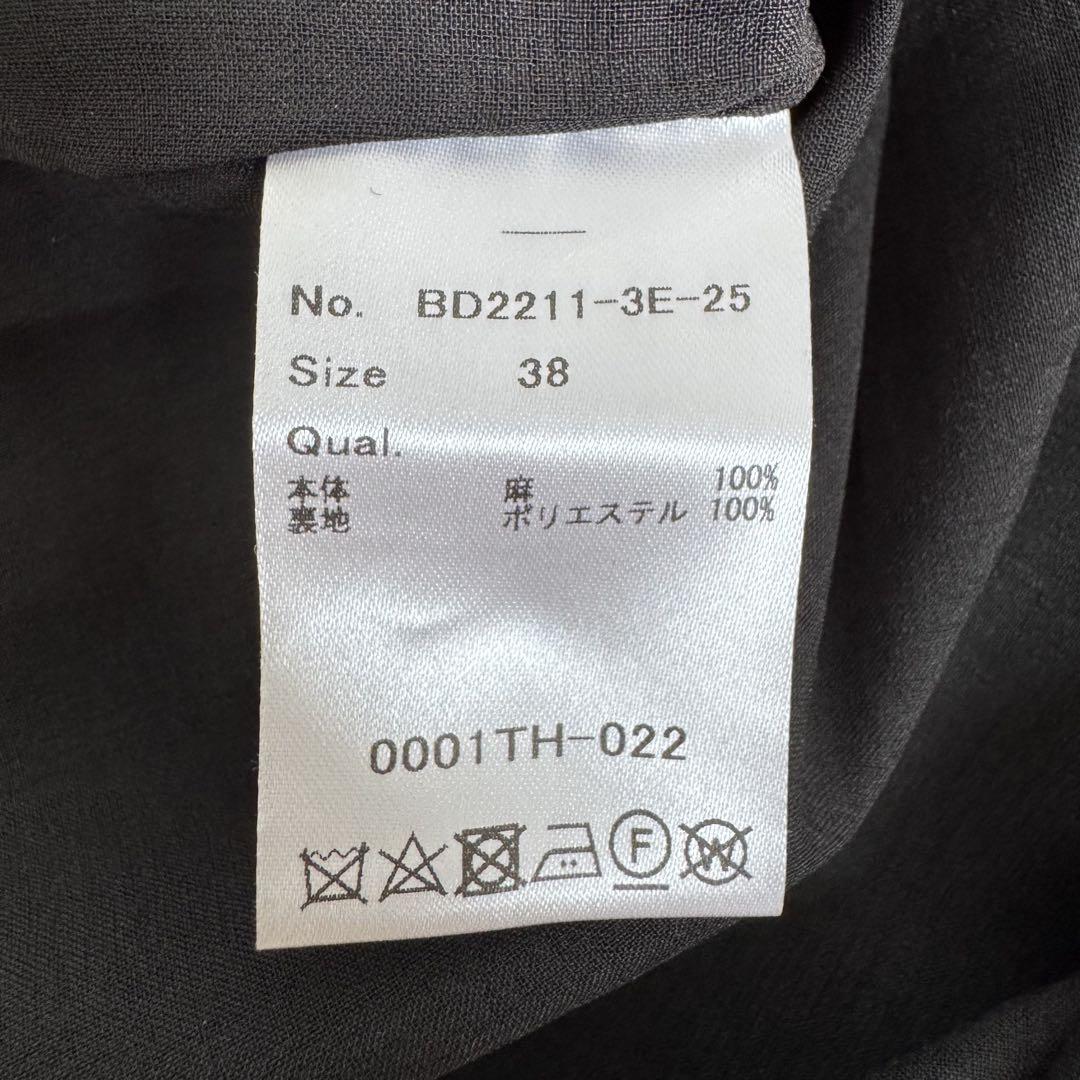 No. BD2211-3E-25
Size 38
Qual.
本体 麻 100%
裏地 ポリエステル 100%
0001TH-022
F W